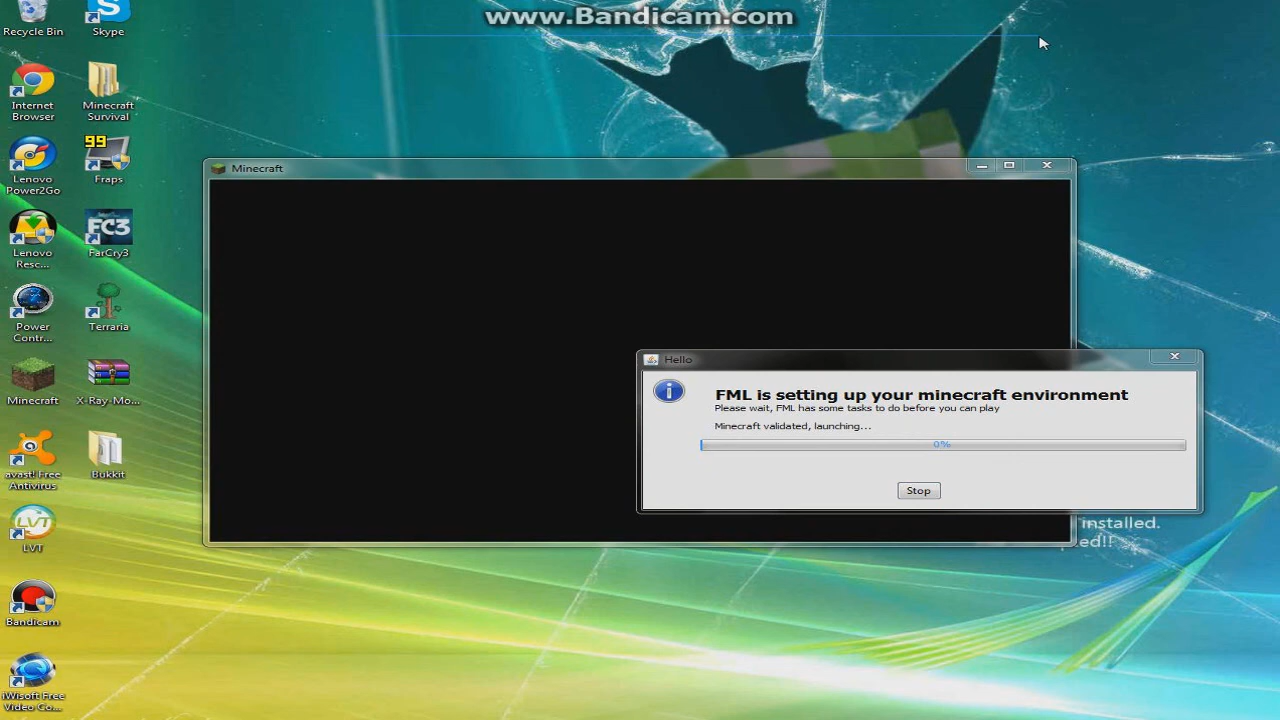 www.Bandicam.com
Recycle Bin
Skype
Internet
Browser
Minecraft
Survival
99
Lenovo
Power2Go
Fraps
Minecraft
FC3
Lenovo
Resc...
FarCry3
Power
Contr...
Terraria
Hello
FML is setting up your minecraft environment
Please wait, FML has some tasks to do before you can play
Minecraft validated, launching...
0%
Stop
Minecraft
X-Ray-Mo...
avast! Free
Antivirus
Bukkit
LVT
LVT
installed.
ed!!
Bandicam
iWisoft Free
Video Co...